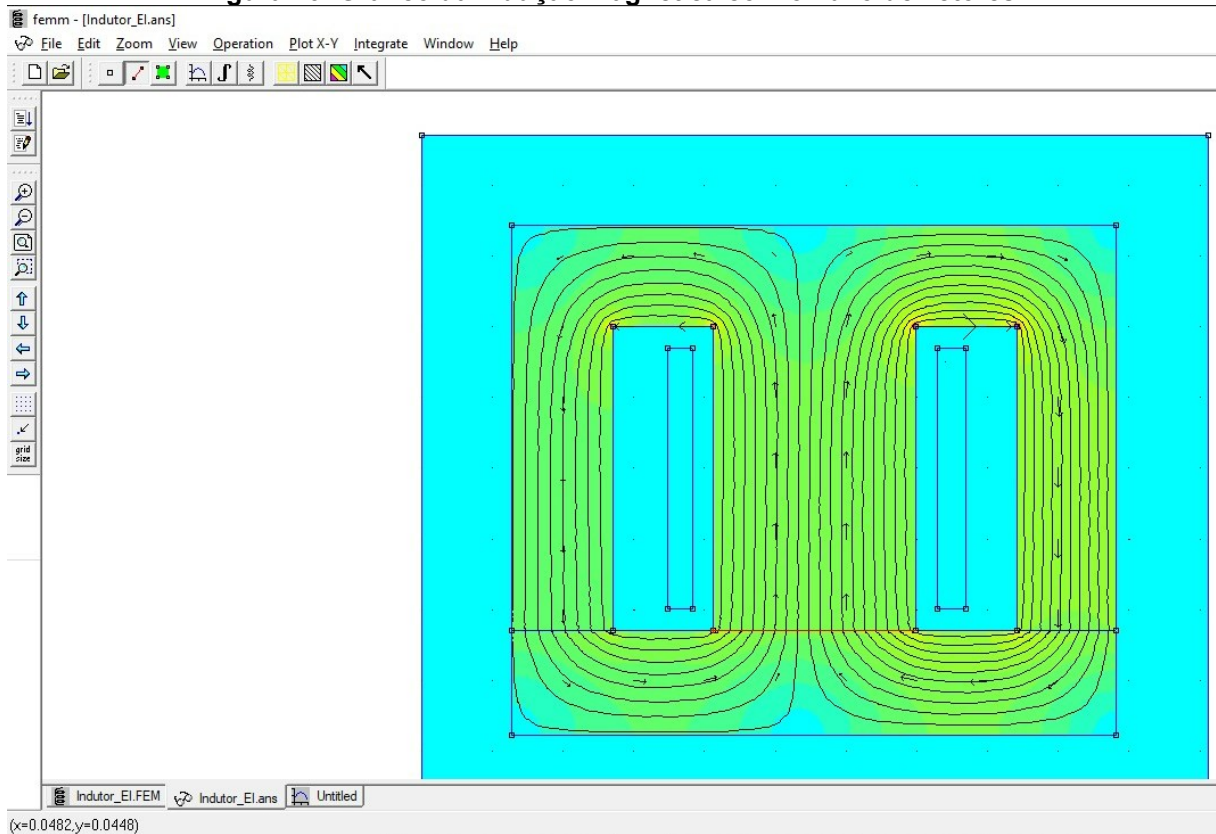 femm - [Indutor_EI.ans]
File Edit Zoom View Operation Plot X-Y Integrate Window Help
grid
size
Indutor_EI.FEM Indutor_EI.ans Untitled
(x=0.0482,y=0.0448)